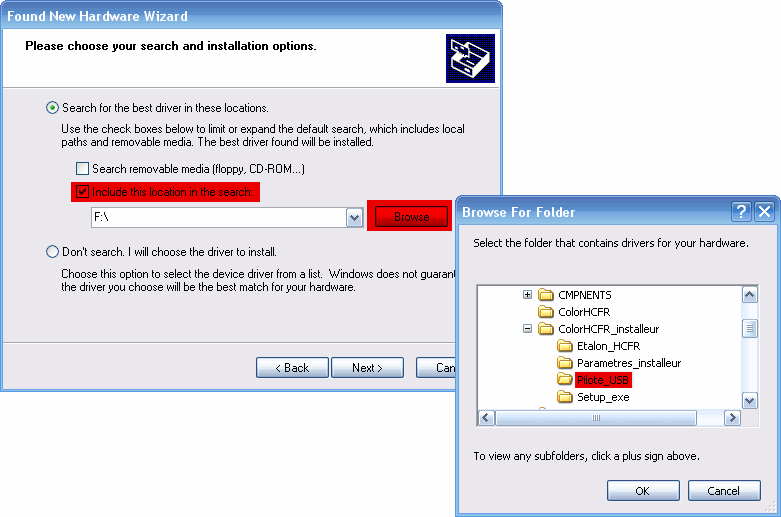 Found New Hardware Wizard
Please choose your search and installation options.
Search for the best driver in these locations.
Use the check boxes below to limit or expand the default search, which includes local
paths and removable media. The best driver found will be installed.
Search removable media (floppy, CD-ROM...)
Include this location in the search:
F:\
Browse
Don't search. I will choose the driver to install.
Choose this option to select the device driver from a list. Windows does not guarant
the driver you choose will be the best match for your hardware.
< Back
Next >
Can
Browse For Folder
Select the folder that contains drivers for your hardware.
CMPNENTS
ColorHCFR
ColorHCFR_installeur
Etalon_HCFR
Parametres_installeur
Pilote_USB
Setup_exe
To view any subfolders, click a plus sign above.
OK
Cancel